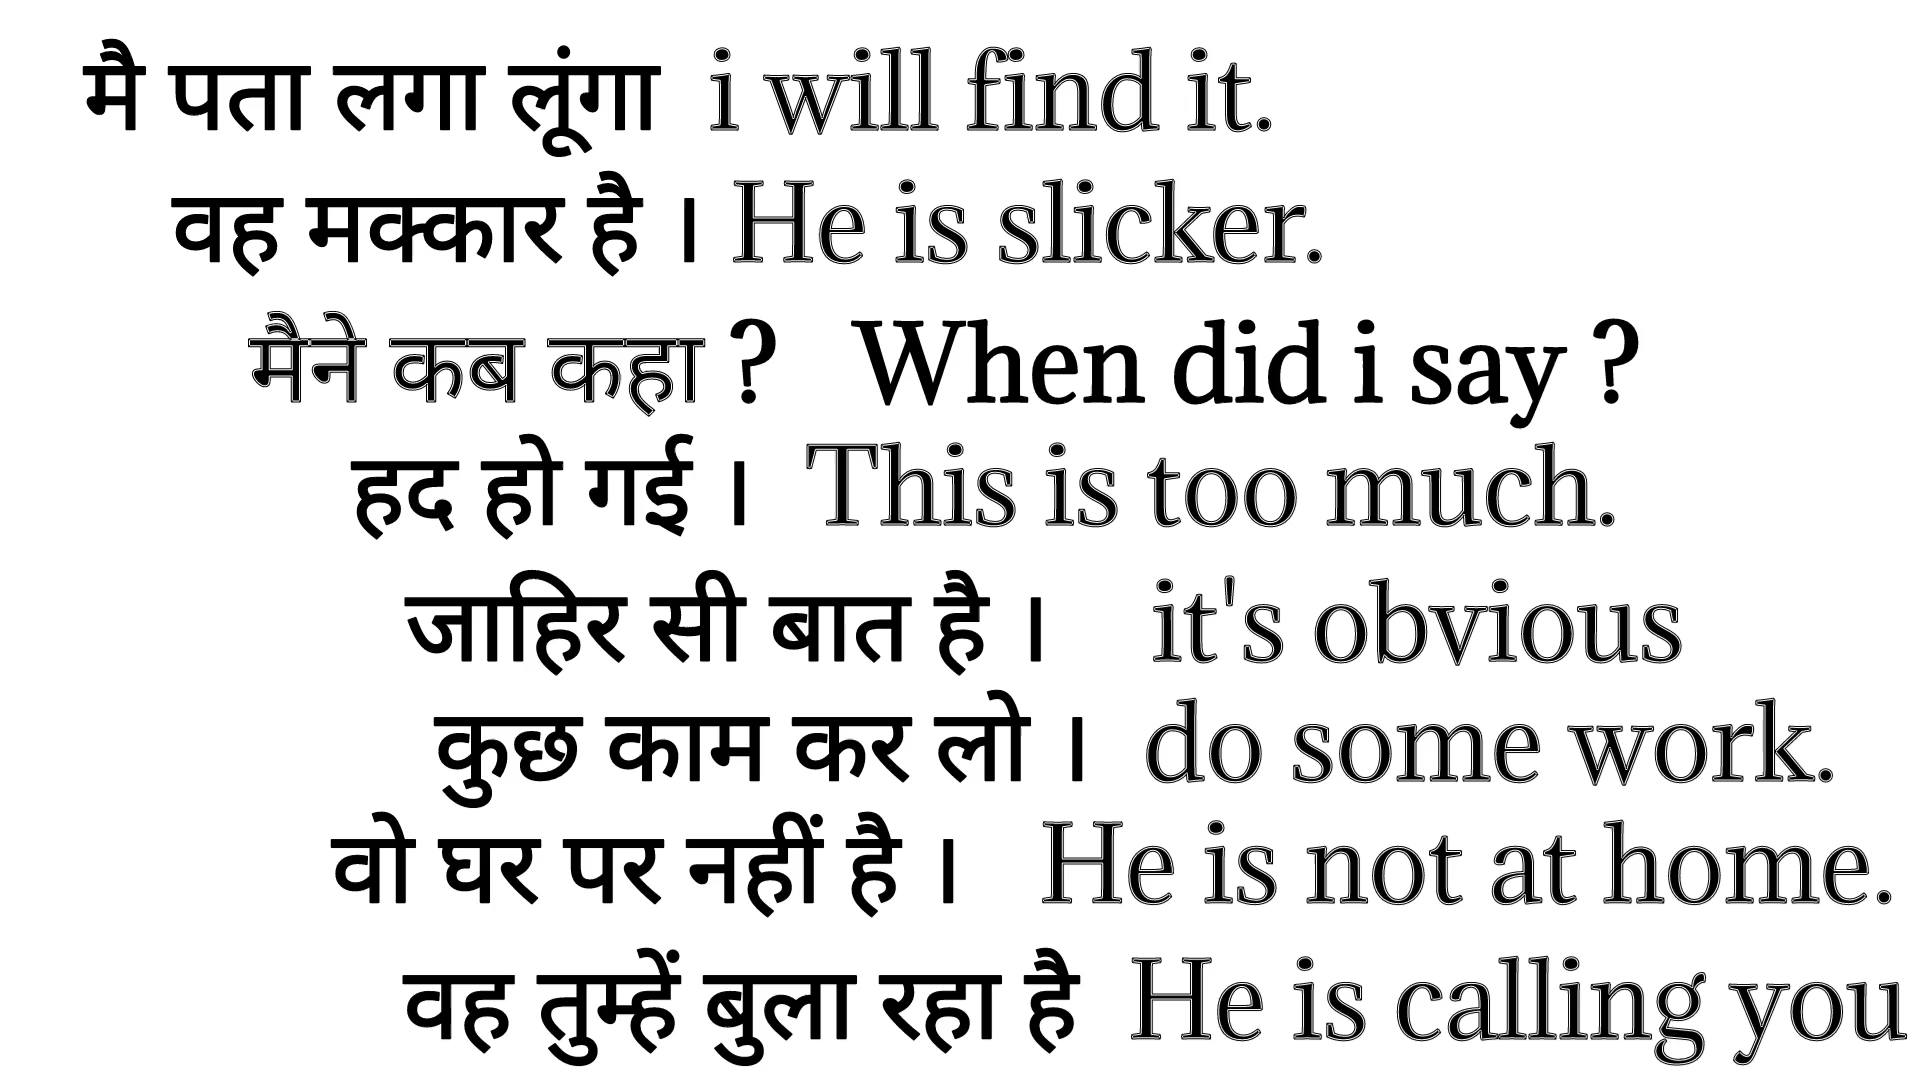 मै पता लगा लूंगा i will find it.
वह मक्कार है । He is slicker.
मैने कब कहा ? When did i say ?
हद हो गई । This is too much.
जाहिर सी बात है । it's obvious
कुछ काम कर लो । do some work.
वो घर पर नहीं है । He is not at home.
वह तुम्हें बुला रहा है He is calling you